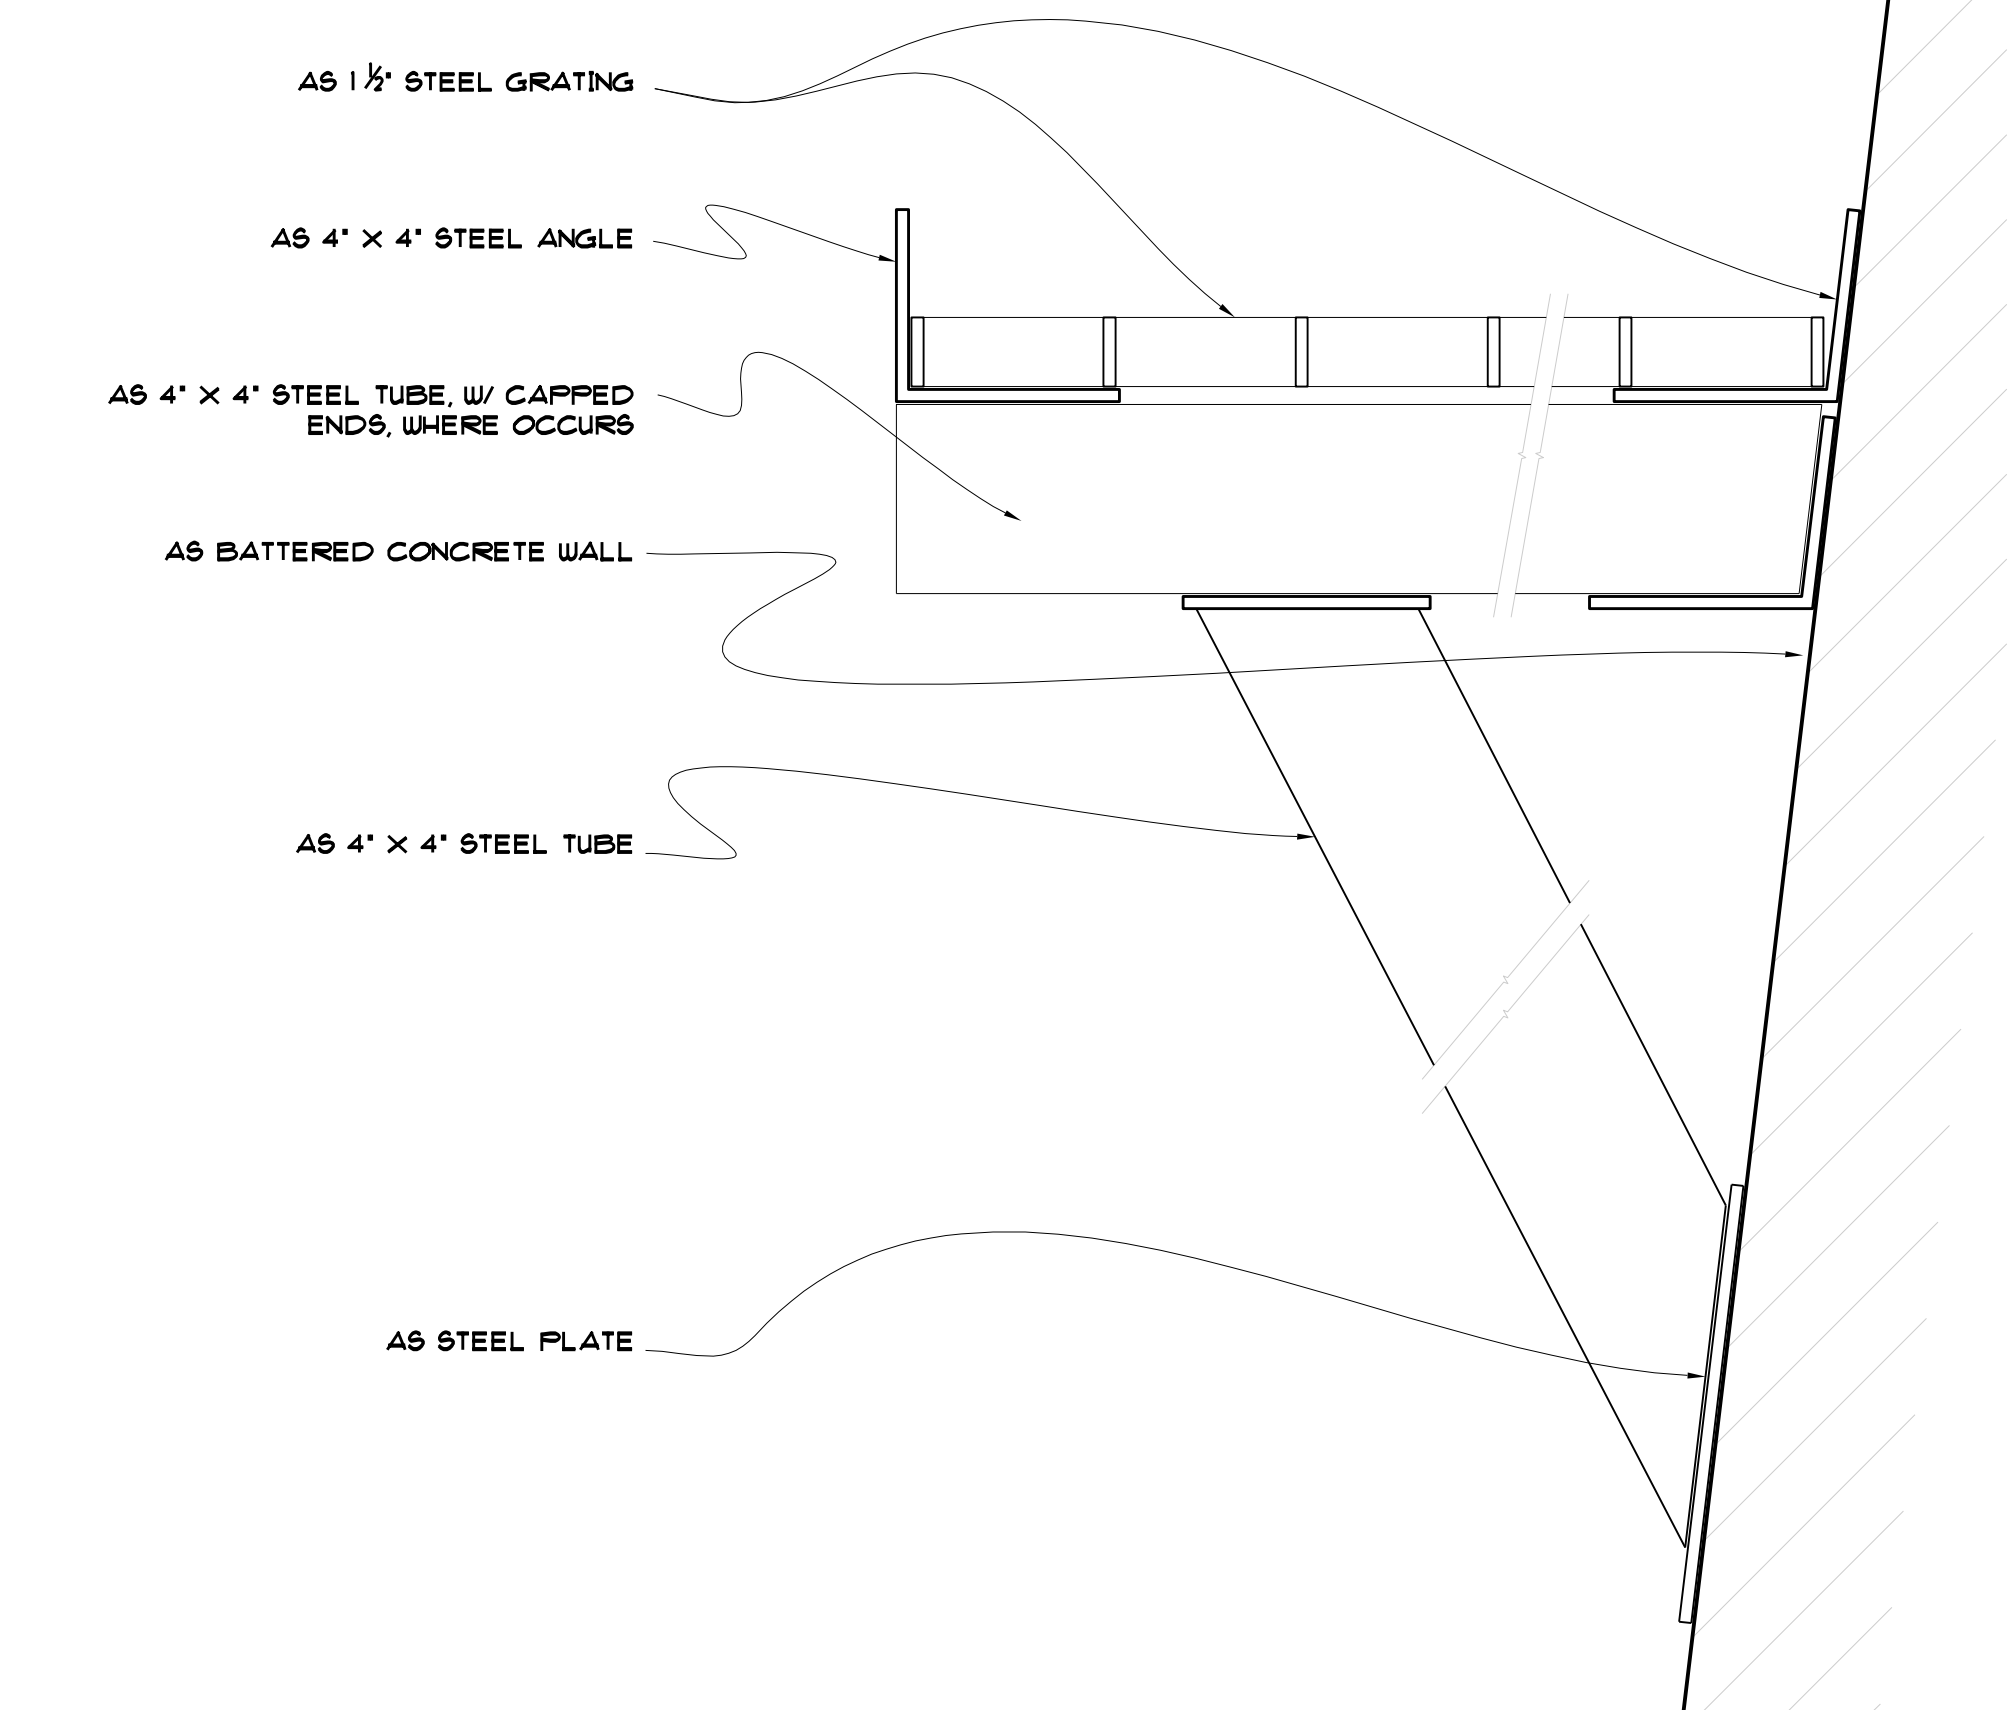 AS 1 ½" STEEL GRATING
AS 4" X 4" STEEL ANGLE
AS 4" X 4" STEEL TUBE, W/ CAPPED
ENDS, WHERE OCCURS
AS BATTERED CONCRETE WALL
AS 4" X 4" STEEL TUBE
AS STEEL PLATE